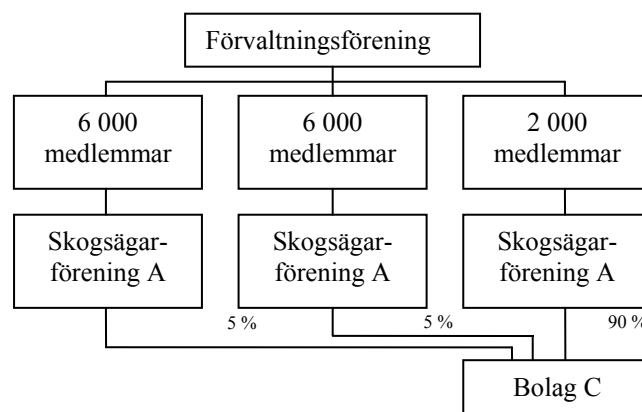 Förvaltningsförening
6 000
medlemmar
6 000
medlemmar
2 000
medlemmar
Skogsägar-
förening A
Skogsägar-
förening A
Skogsägar-
förening A
5 %
5 %
90 %
Bolag C